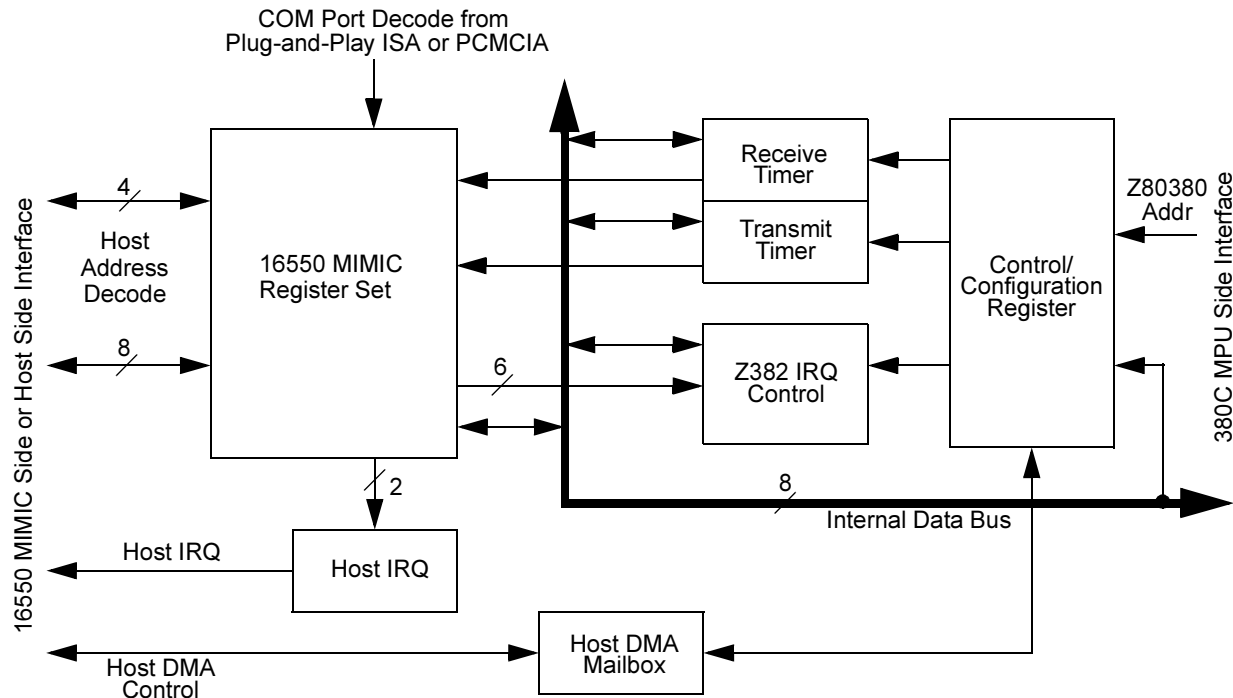 COM Port Decode from
Plug-and-Play ISA or PCMCIA
16550 MIMIC Side or Host Side Interface
4
Host
Address
Decode
8
16550 MIMIC
Register Set
6
2
Receive
Timer
Transmit
Timer
Z382 IRQ
Control
Control/
Configuration
Register
Z80380
Addr
380C MPU Side Interface
8
Internal Data Bus
Host IRQ
Host IRQ
Host DMA
Control
Host DMA
Mailbox